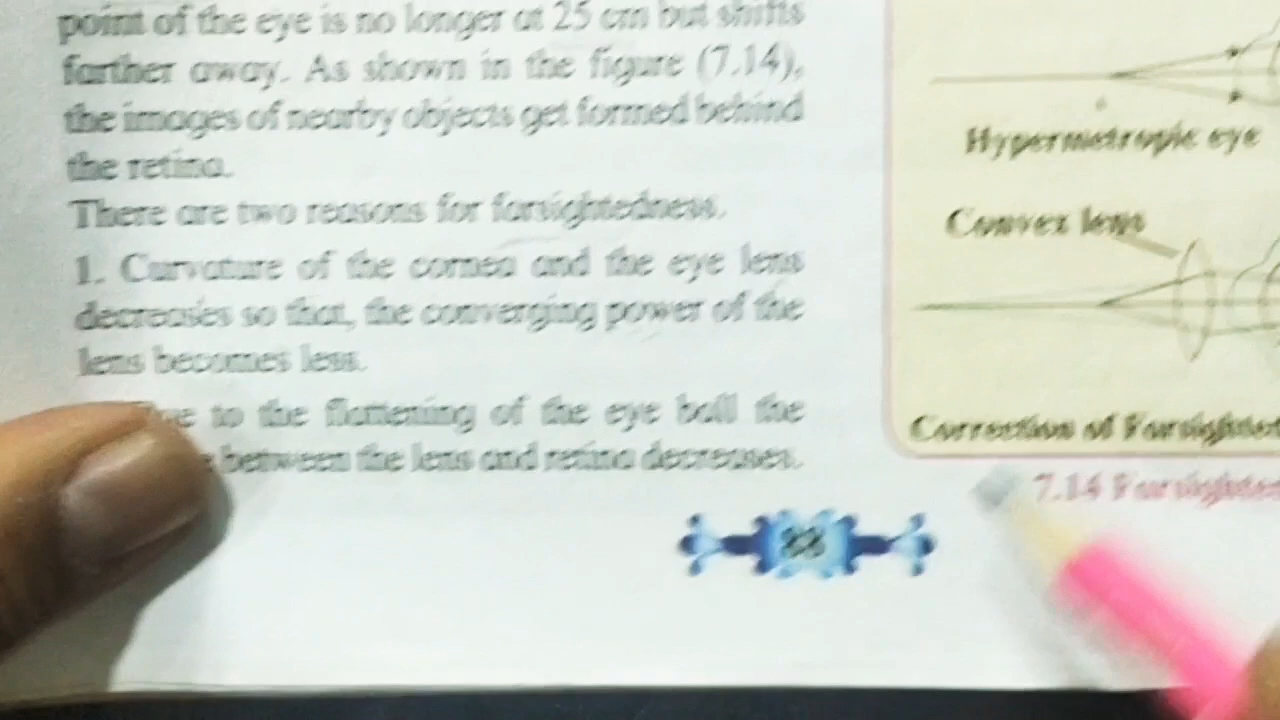 point of the eye is no longer at 25 cm but shifts
farther away. As shown in the figure (7.14),
the images of nearby objects get formed behind
the retina.
There are two reasons for farsightedness.
1. Curvature of the cornea and the eye lens
decreases so that, the converging power of the
lens becomes less.
to the flattening of the eye ball the
between the lens and retina decreases.
Hypermetropic eye
Convex lens
Correction of
7.14
88